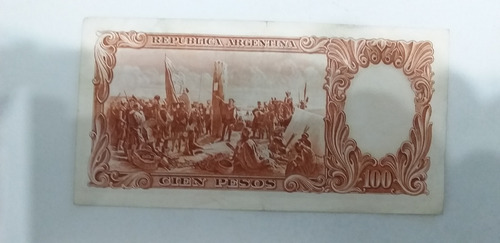 REPUBLICA ARGENTINA
CIEN PESOS
100